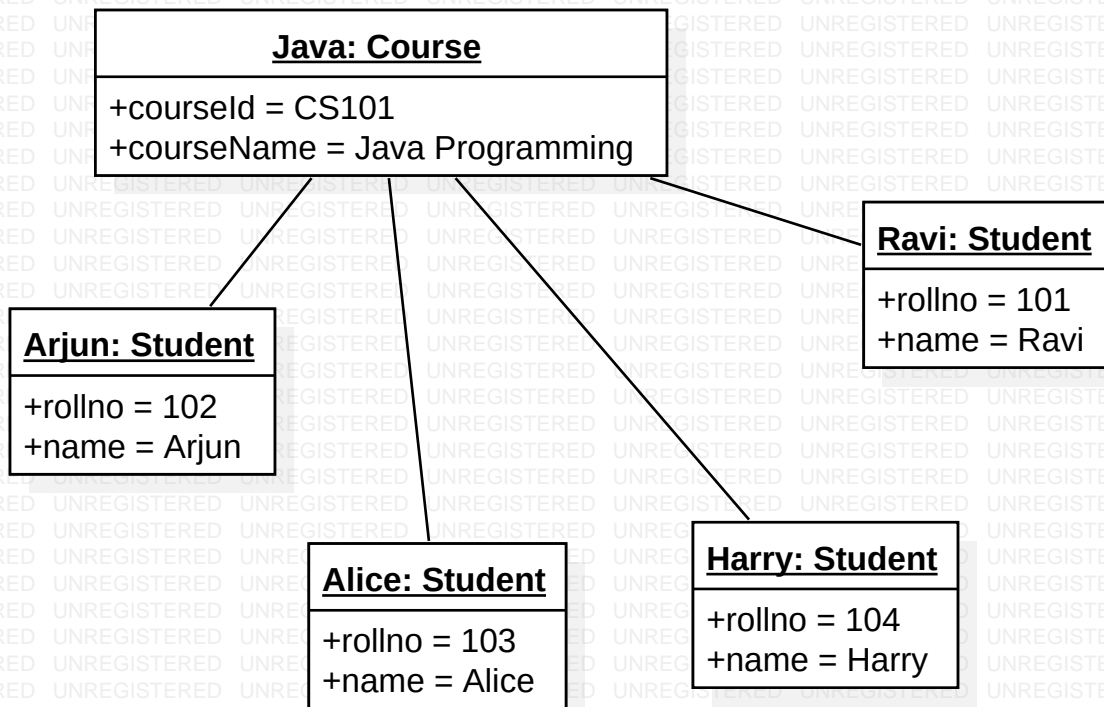 Java: Course
+courseId = CS101
+courseName = Java Programming
Ravi: Student
+rollno = 101
+name = Ravi
Arjun: Student
+rollno = 102
+name = Arjun
Harry: Student
+rollno = 104
+name = Harry
Alice: Student
+rollno = 103
+name = Alice
UNREGISTERED